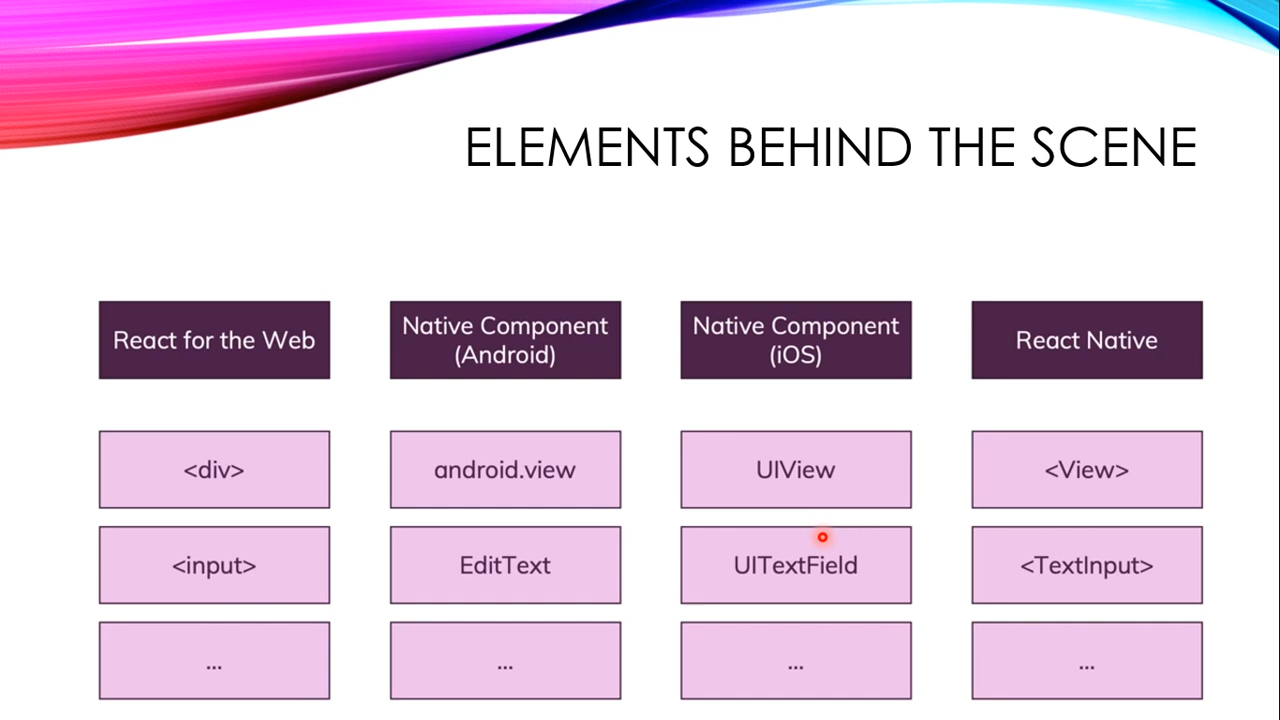 ELEMENTS BEHIND THE SCENE
React for the Web
Native Component
(Android)
Native Component
(iOS)
React Native
<div>
android.view
UIView
<View>
<input>
EditText
UITextField
<TextInput>
...
...
...
...